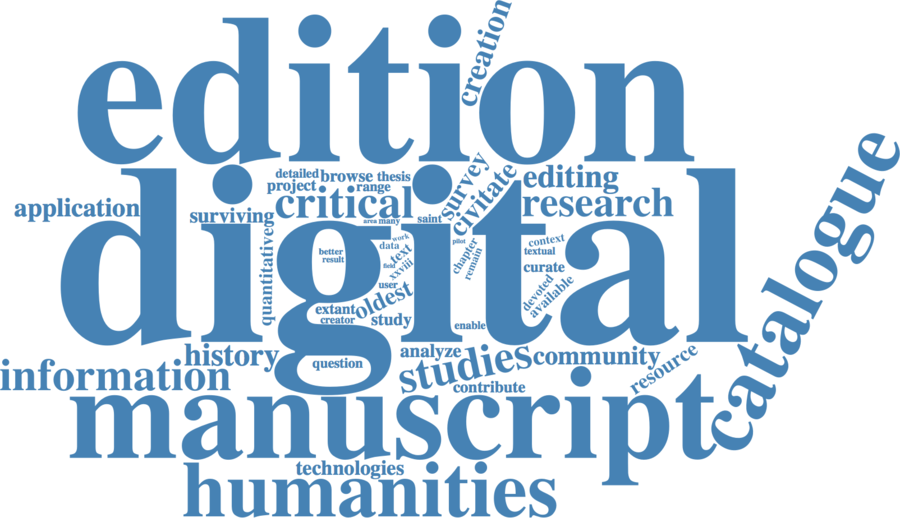 creation
edition
detailed browse thesis
project range
survey
civitate
editing
application
surviving
critical
area many
saint
research
catalogue
digital
quantitative
better
result
work
data
text
field
xxviii
user
pilot
chapter
remain
context
textual
curate
devoted
available
extant
creator
oldest
study
enable
history
question
analyze
studies
community
resource
information
contribute
manuscript
technologies
humanities